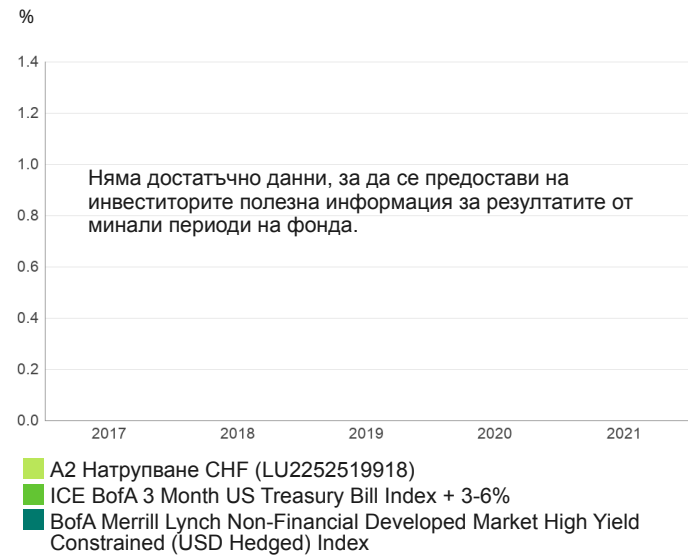 %
1.4
1.2
1.0
0.8
0.6
0.4
0.2
0.0
Няма достатъчно данни, за да се предостави на
инвеститорите полезна информация за резултатите от
минали периоди на фонда.
2017 2018 2019 2020 2021
A2 Натрупване CHF (LU2252519918)
ICE BofA 3 Month US Treasury Bill Index + 3-6%
BofA Merrill Lynch Non-Financial Developed Market High Yield
Constrained (USD Hedged) Index